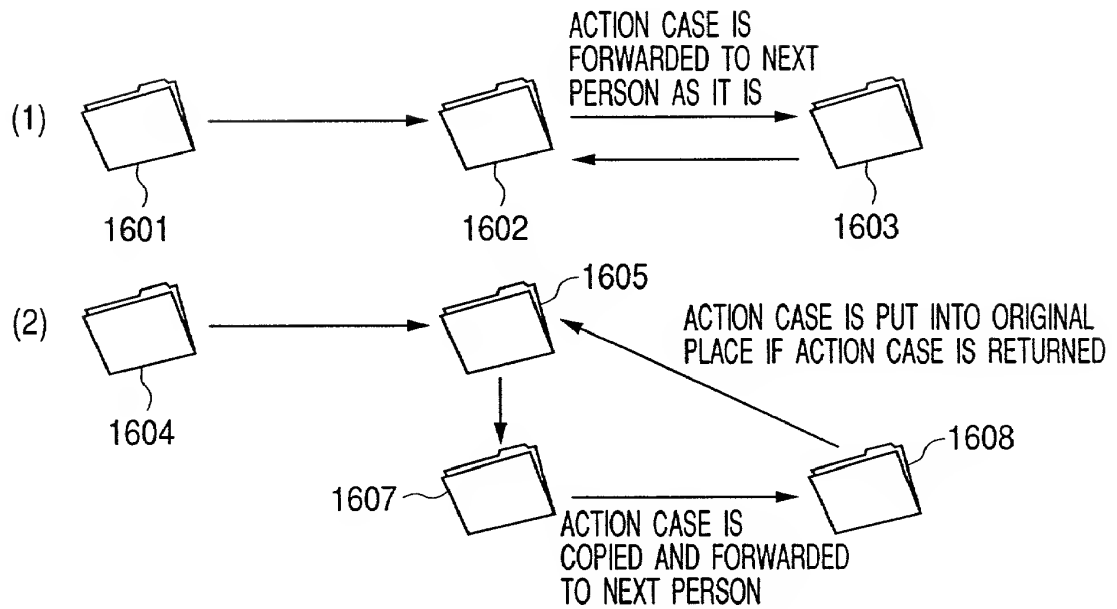 ACTION CASE IS
FORWARDED TO NEXT
PERSON AS IT IS
(1)
1601
1602
1603
(2)
1605
ACTION CASE IS PUT INTO ORIGINAL
PLACE IF ACTION CASE IS RETURNED
1604
1608
1607
ACTION CASE IS
COPIED AND FORWARDED
TO NEXT PERSON